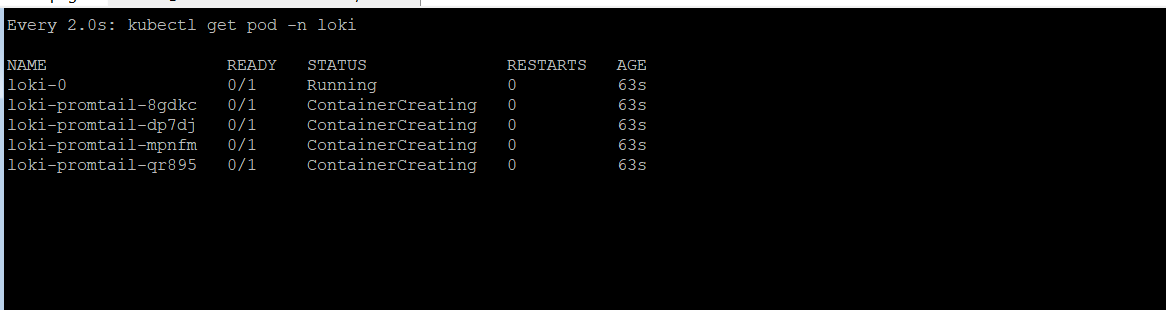 Every 2.0s: kubectl get pod -n loki
NAME READY STATUS RESTARTS AGE
loki-0 0/1 Running 0 63s
loki-promtail-8gdkc 0/1 ContainerCreating 0 63s
loki-promtail-dp7dj 0/1 ContainerCreating 0 63s
loki-promtail-mpnfm 0/1 ContainerCreating 0 63s
loki-promtail-qr895 0/1 ContainerCreating 0 63s